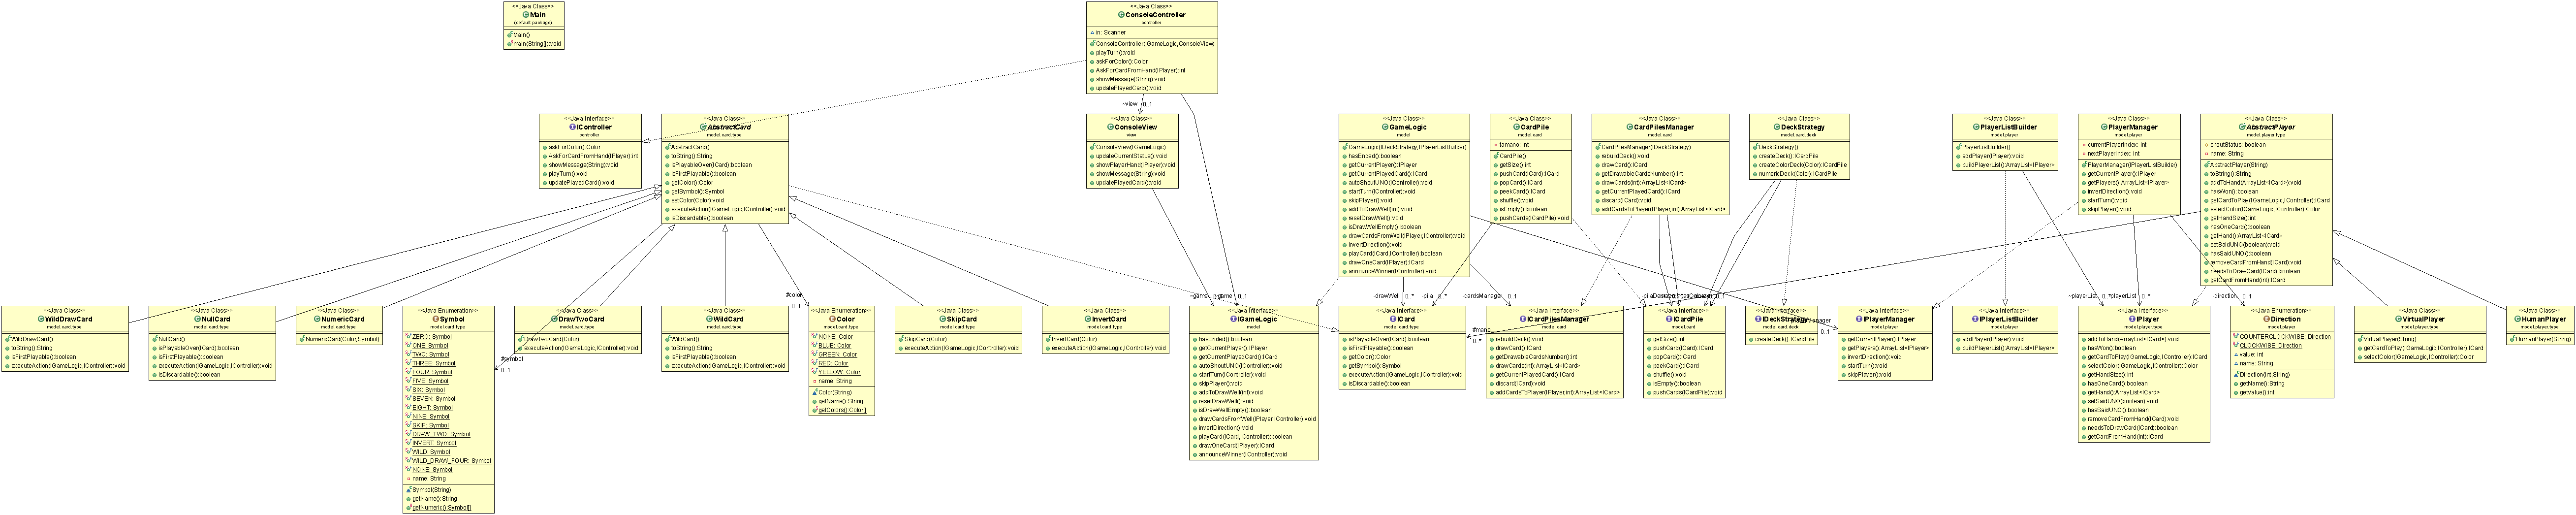 <<Java Class>>
Main
(default package)
Main()
main(String[]):void
<<Java Class>>
ConsoleController
controller
in: Scanner
ConsoleController(IGameLogic,ConsoleView)
playTurn():void
askForColor():Color
AskForCardFromHand(IPlayer):int
showMessage(String):void
updatePlayedCard():void
~view
0..1
<<Java Interface>>
IController
controller
askForColor():Color
AskForCardFromHand(IPlayer):int
showMessage(String):void
playTurn():void
updatePlayedCard():void
<<Java Class>>
AbstractCard
model.card.type
AbstractCard()
toString():String
isPlayableOver(ICard):boolean
isFirstPlayable():boolean
getColor():Color
getSymbol():Symbol
setColor(Color):void
executeAction(IGameLogic,IController):void
isDiscardable():boolean
<<Java Class>>
ConsoleView
view
ConsoleView(IGameLogic)
updateCurrentStatus():void
showPlayerHand(IPlayer):void
showMessage(String):void
updatePlayedCard():void
<<Java Class>>
GameLogic
model
GameLogic(IDeckStrategy,IPlayerListBuilder)
hasEnded():boolean
getCurrentPlayer():IPlayer
getCurrentPlayedCard():ICard
autoShoutUNO(IController):void
startTurn(IController):void
skipPlayer():void
addToDrawWell(int):void
resetDrawWell():void
isDrawWellEmpty():boolean
drawCardsFromWell(IPlayer,IController):void
invertDirection():void
playCard(ICard,IController):boolean
drawOneCard(IPlayer):ICard
announceWinner(IController):void
<<Java Class>>
CardPile
model.card
tamano: int
CardPile()
getSize():int
pushCard(ICard):ICard
popCard():ICard
peekCard():ICard
shuffle():void
isEmpty():boolean
pushCards(ICardPile):void
<<Java Class>>
CardPilesManager
model.card
CardPilesManager(IDeckStrategy)
rebuildDeck():void
drawCard():ICard
getDrawableCardsNumber():int
drawCards(int):ArrayList<ICard>
getCurrentPlayedCard():ICard
discard(ICard):void
addCardsToPlayer(IPlayer,int):ArrayList<ICard>
<<Java Class>>
DeckStrategy
model.card.deck
DeckStrategy()
createDeck():ICardPile
createColorDeck(Color):ICardPile
numericDeck(Color):ICardPile
<<Java Class>>
PlayerListBuilder
model.player
PlayerListBuilder()
addPlayer(IPlayer):void
buildPlayerList():ArrayList<IPlayer>
<<Java Class>>
PlayerManager
model.player
currentPlayerIndex: int
nextPlayerIndex: int
PlayerManager(IPlayerListBuilder)
getCurrentPlayer():IPlayer
getPlayers():ArrayList<IPlayer>
invertDirection():void
startTurn():void
skipPlayer():void
<<Java Class>>
AbstractPlayer
model.player.type
shoutStatus: boolean
name: String
AbstractPlayer(String)
toString():String
addToHand(ArrayList<ICard>):void
hasWon():boolean
getCardToPlay(IGameLogic,IController):ICard
selectColor(IGameLogic,IController):Color
getHandSize():int
hasOneCard():boolean
getHand():ArrayList<ICard>
setSaidUNO(boolean):void
hasSaidUNO():boolean
removeCardFromHand(ICard):void
needsToDrawCard(ICard):boolean
getCardFromHand(int):ICard
#color
0..1
~game
~game
0..1
-drawWell
0..*
-pila
0..*
-cardsManager
0..1
~playerList
0..*
-playerList
0..*
-direction
0..1
<<Java Class>>
WildDrawCard
model.card.type
WildDrawCard()
toString():String
isFirstPlayable():boolean
executeAction(IGameLogic,IController):void
<<Java Class>>
NullCard
model.card.type
NullCard()
isPlayableOver(ICard):boolean
isFirstPlayable():boolean
executeAction(IGameLogic,IController):void
isDiscardable():boolean
<<Java Class>>
NumericCard
model.card.type
NumericCard(Color,Symbol)
<<Java Enumeration>>
Symbol
model.card.type
ZERO: Symbol
ONE: Symbol
TWO: Symbol
THREE: Symbol
FOUR: Symbol
FIVE: Symbol
SIX: Symbol
SEVEN: Symbol
EIGHT: Symbol
NINE: Symbol
SKIP: Symbol
DRAW_TWO: Symbol
INVERT: Symbol
WILD: Symbol
WILD_DRAW_FOUR: Symbol
NONE: Symbol
name: String
Symbol(String)
getName():String
getNumeric():Symbol[]
#symbol
0..1
<<Java Class>>
DrawTwoCard
model.card.type
DrawTwoCard(Color)
executeAction(IGameLogic,IController):void
<<Java Class>>
WildCard
model.card.type
WildCard()
toString():String
isFirstPlayable():boolean
executeAction(IGameLogic,IController):void
<<Java Enumeration>>
Color
model.card.type
NONE: Color
BLUE: Color
GREEN: Color
RED: Color
YELLOW: Color
name: String
Color(String)
getName():String
getColors():Color[]
<<Java Class>>
SkipCard
model.card.type
SkipCard(Color)
executeAction(IGameLogic,IController):void
<<Java Class>>
InvertCard
model.card.type
InvertCard(Color)
executeAction(IGameLogic,IController):void
<<Java Interface>>
IGameLogic
model
hasEnded():boolean
getCurrentPlayer():IPlayer
getCurrentPlayedCard():ICard
autoShoutUNO(IController):void
startTurn(IController):void
skipPlayer():void
addToDrawWell(int):void
resetDrawWell():void
isDrawWellEmpty():boolean
drawCardsFromWell(IPlayer,IController):void
invertDirection():void
playCard(ICard,IController):boolean
drawOneCard(IPlayer):ICard
announceWinner(IController):void
<<Java Interface>>
ICard
model.card.type
isPlayableOver(ICard):boolean
isFirstPlayable():boolean
getColor():Color
getSymbol():Symbol
executeAction(IGameLogic,IController):void
isDiscardable():boolean
#mano
0..*
<<Java Interface>>
ICardPilesManager
model.card
rebuildDeck():void
drawCard():ICard
getDrawableCardsNumber():int
drawCards(int):ArrayList<ICard>
getCurrentPlayedCard():ICard
discard(ICard):void
addCardsToPlayer(IPlayer,int):ArrayList<ICard>
<<Java Interface>>
ICardPile
model.card
getSize():int
pushCard(ICard):ICard
popCard():ICard
peekCard():ICard
shuffle():void
isEmpty():boolean
pushCards(ICardPile):void
<<Java Interface>>
IDeckStrategy
model.card.deck
createDeck():ICardPile
0..1
<<Java Interface>>
IPlayerManager
model.player
getCurrentPlayer():IPlayer
getPlayers():ArrayList<IPlayer>
invertDirection():void
startTurn():void
skipPlayer():void
<<Java Interface>>
IPlayerListBuilder
model.player
addPlayer(IPlayer):void
buildPlayerList():ArrayList<IPlayer>
<<Java Interface>>
IPlayer
model.player.type
addToHand(ArrayList<ICard>):void
hasWon():boolean
getCardToPlay(IGameLogic,IController):ICard
selectColor(IGameLogic,IController):Color
getHandSize():int
hasOneCard():boolean
getHand():ArrayList<ICard>
setSaidUNO(boolean):void
hasSaidUNO():boolean
removeCardFromHand(ICard):void
needsToDrawCard(ICard):boolean
getCardFromHand(int):ICard
<<Java Enumeration>>
Direction
model.player
COUNTERCLOCKWISE: Direction
CLOCKWISE: Direction
value: int
name: String
Direction(int,String)
getName():String
getValue():int
<<Java Class>>
VirtualPlayer
model.player.type
VirtualPlayer(String)
getCardToPlay(IGameLogic,IController):ICard
selectColor(IGameLogic,IController):Color
<<Java Class>>
HumanPlayer
model.player.type
HumanPlayer(String)